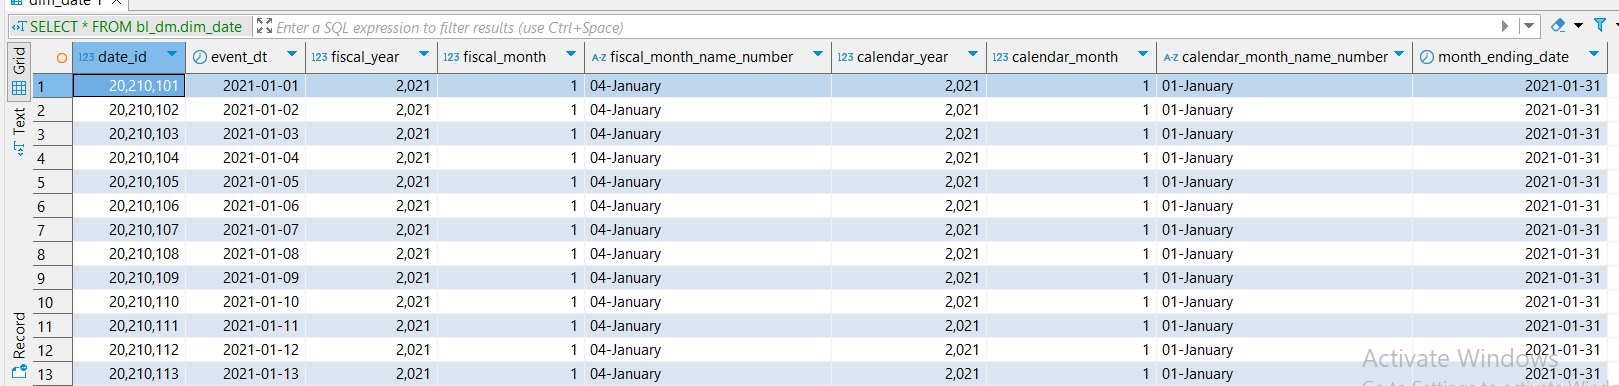 dim_date 1
SELECT * FROM bl_dm.dim_date Enter a SQL expression to filter results (use Ctrl+Space)
Grid
Text
Record
123 date_id event_dt 123 fiscal_year 123 fiscal_month A-Z fiscal_month_name_number 123 calendar_year 123 calendar_month A-Z calendar_month_name_number month_ending_date
1 20,210,101 2021-01-01 2,021 1 04-January 2,021 1 01-January 2021-01-31
2 20,210,102 2021-01-02 2,021 1 04-January 2,021 1 01-January 2021-01-31
3 20,210,103 2021-01-03 2,021 1 04-January 2,021 1 01-January 2021-01-31
4 20,210,104 2021-01-04 2,021 1 04-January 2,021 1 01-January 2021-01-31
5 20,210,105 2021-01-05 2,021 1 04-January 2,021 1 01-January 2021-01-31
6 20,210,106 2021-01-06 2,021 1 04-January 2,021 1 01-January 2021-01-31
7 20,210,107 2021-01-07 2,021 1 04-January 2,021 1 01-January 2021-01-31
8 20,210,108 2021-01-08 2,021 1 04-January 2,021 1 01-January 2021-01-31
9 20,210,109 2021-01-09 2,021 1 04-January 2,021 1 01-January 2021-01-31
10 20,210,110 2021-01-10 2,021 1 04-January 2,021 1 01-January 2021-01-31
11 20,210,111 2021-01-11 2,021 1 04-January 2,021 1 01-January 2021-01-31
12 20,210,112 2021-01-12 2,021 1 04-January 2,021 1 01-January 2021-01-31
13 20,210,113 2021-01-13 2,021 1 04-January 2,021 1 01-January 2021-01-31
Activate Windows